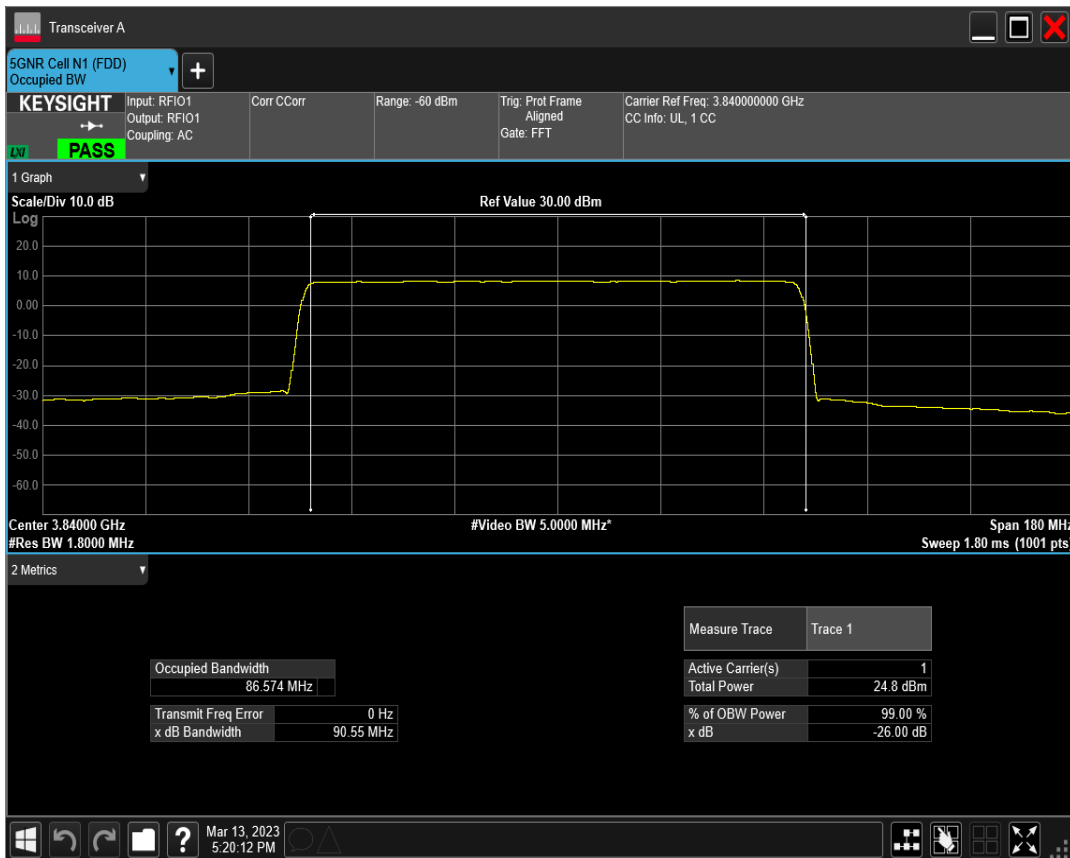 Transceiver A
5GNR Cell N1 (FDD)
Occupied BW
+
KEYSIGHT
LXI
PASS
Input: RFIO1
Output: RFIO1
Coupling: AC
Corr CCorr
Range: -60 dBm
Trig: Prot Frame
Aligned
Gate: FFT
Carrier Ref Freq: 3.840000000 GHz
CC Info: UL, 1 CC
1 Graph
Scale/Div 10.0 dB
Ref Value 30.00 dBm
Log
20.0
10.0
0.00
-10.0
-20.0
-30.0
-40.0
-50.0
-60.0
Center 3.84000 GHz
#Video BW 5.0000 MHz*
Span 180 MHz
#Res BW 1.8000 MHz
Sweep 1.80 ms (1001 pts)
2 Metrics
Measure Trace
Trace 1
Occupied Bandwidth
86.574 MHz
Active Carrier(s) 1
Total Power 24.8 dBm
Transmit Freq Error 0 Hz
x dB Bandwidth 90.55 MHz
% of OBW Power 99.00 %
x dB -26.00 dB
?
Mar 13, 2023
5:20:12 PM